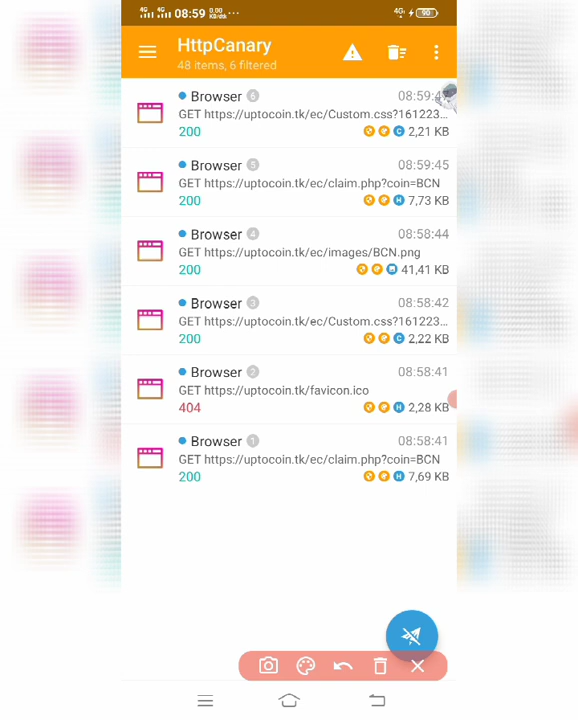 4G 4G 08:59 0,00 KB/dtk ... 4G 90
HttpCanary
48 items, 6 filtered
Browser 6 08:59:4
GET https://uptocoin.tk/ec/Custom.css?161223...
200 C 2,21 KB
Browser 5 08:59:45
GET https://uptocoin.tk/ec/claim.php?coin=BCN
200 H 7,73 KB
Browser 4 08:58:44
GET https://uptocoin.tk/ec/images/BCN.png
200 41,41 KB
Browser 3 08:58:42
GET https://uptocoin.tk/ec/Custom.css?161223...
200 C 2,22 KB
Browser 2 08:58:41
GET https://uptocoin.tk/favicon.ico
404 H 2,28 KB
Browser 1 08:58:41
GET https://uptocoin.tk/ec/claim.php?coin=BCN
200 H 7,69 KB